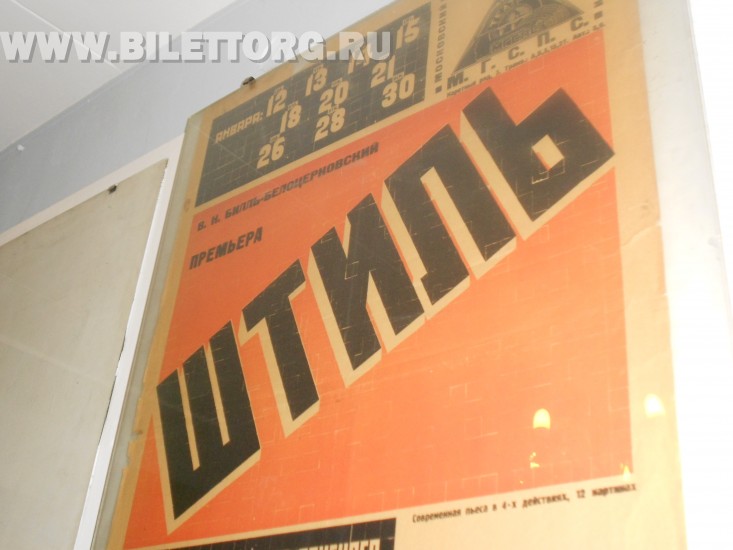 WWW.BILETTORG.RU
ЯНВАРЯ: 12 13 14 15
18 20 21
26 28 30
МОСКОВСКИЙ
М.Г.С.П.С.
В. Н. БИЛЛЬ-БЕЛОЦЕРКОВСКИЙ
ПРЕМЬЕРА
ШТИЛЬ
Современная пьеса в 4-х действиях, 12 картинах